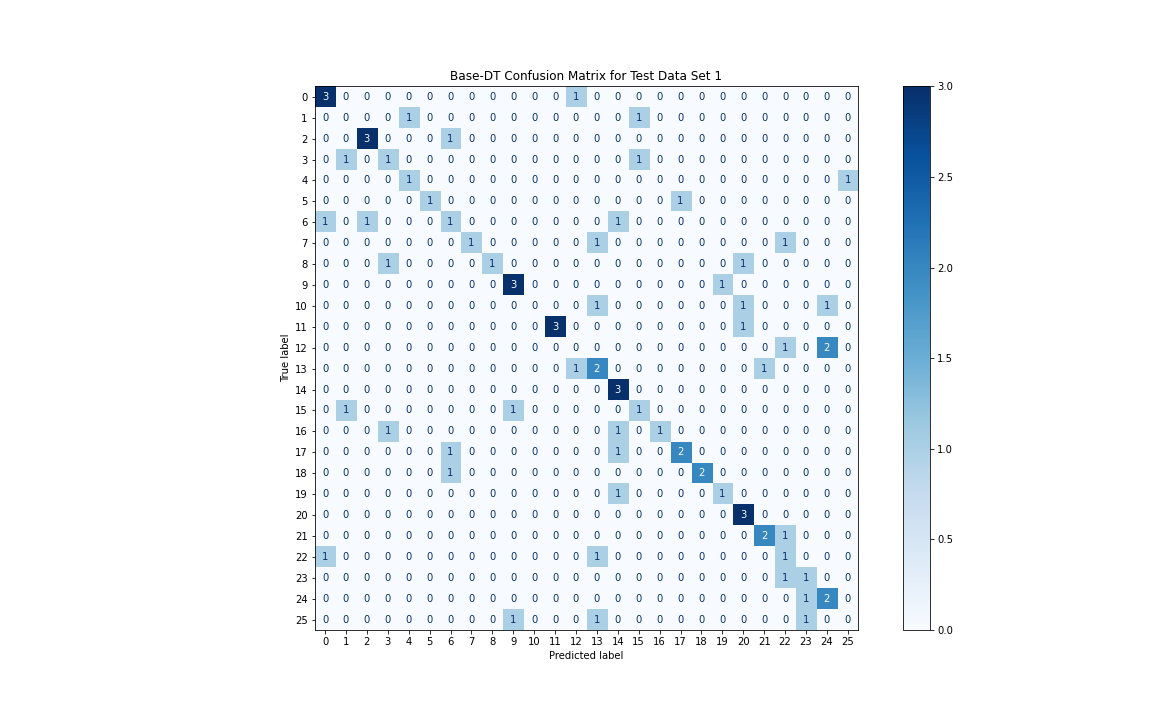 Base-DT Confusion Matrix for Test Data Set 1
0 3 0 0 0 0 0 0 0 0 0 0 0 1 0 0 0 0 0 0 0 0 0 0 0 0 0 3.0
1 0 0 0 0 1 0 0 0 0 0 0 0 0 0 0 1 0 0 0 0 0 0 0 0 0 0
2 0 0 3 0 0 0 1 0 0 0 0 0 0 0 0 0 0 0 0 0 0 0 0 0 0 0
3 0 1 0 1 0 0 0 0 0 0 0 0 0 0 0 1 0 0 0 0 0 0 0 0 0 0
4 0 0 0 0 1 0 0 0 0 0 0 0 0 0 0 0 0 0 0 0 0 0 0 0 0 1 2.5
5 0 0 0 0 0 1 0 0 0 0 0 0 0 0 0 0 0 1 0 0 0 0 0 0 0 0
6 1 0 1 0 0 0 1 0 0 0 0 0 0 0 1 0 0 0 0 0 0 0 0 0 0 0
7 0 0 0 0 0 0 0 1 0 0 0 0 0 1 0 0 0 0 0 0 0 0 1 0 0 0
8 0 0 0 1 0 0 0 0 1 0 0 0 0 0 0 0 0 0 0 0 1 0 0 0 0 0 2.0
9 0 0 0 0 0 0 0 0 0 3 0 0 0 0 0 0 0 0 0 1 0 0 0 0 0 0
10 0 0 0 0 0 0 0 0 0 0 0 0 0 1 0 0 0 0 0 0 1 0 0 0 1 0
11 0 0 0 0 0 0 0 0 0 0 0 3 0 0 0 0 0 0 0 0 1 0 0 0 0 0
12 0 0 0 0 0 0 0 0 0 0 0 0 0 0 0 0 0 0 0 0 0 0 1 0 2 0
True label
1.5
13 0 0 0 0 0 0 0 0 0 0 0 0 1 2 0 0 0 0 0 0 0 1 0 0 0 0
14 0 0 0 0 0 0 0 0 0 0 0 0 0 0 3 0 0 0 0 0 0 0 0 0 0 0
15 0 1 0 0 0 0 0 0 0 1 0 0 0 0 0 1 0 0 0 0 0 0 0 0 0 0
16 0 0 0 1 0 0 0 0 0 0 0 0 0 0 1 0 1 0 0 0 0 0 0 0 0 0
17 0 0 0 0 0 0 1 0 0 0 0 0 0 0 1 0 0 2 0 0 0 0 0 0 0 0 1.0
18 0 0 0 0 0 0 1 0 0 0 0 0 0 0 0 0 0 0 2 0 0 0 0 0 0 0
19 0 0 0 0 0 0 0 0 0 0 0 0 0 0 1 0 0 0 0 1 0 0 0 0 0 0
20 0 0 0 0 0 0 0 0 0 0 0 0 0 0 0 0 0 0 0 0 3 0 0 0 0 0
21 0 0 0 0 0 0 0 0 0 0 0 0 0 0 0 0 0 0 0 0 0 2 1 0 0 0 0.5
22 1 0 0 0 0 0 0 0 0 0 0 0 0 1 0 0 0 0 0 0 0 0 1 0 0 0
23 0 0 0 0 0 0 0 0 0 0 0 0 0 0 0 0 0 0 0 0 0 0 1 1 0 0
24 0 0 0 0 0 0 0 0 0 0 0 0 0 0 0 0 0 0 0 0 0 0 0 1 2 0
25 0 0 0 0 0 0 0 0 0 1 0 0 0 1 0 0 0 0 0 0 0 0 0 1 0 0 0.0
0 1 2 3 4 5 6 7 8 9 10 11 12 13 14 15 16 17 18 19 20 21 22 23 24 25
Predicted label